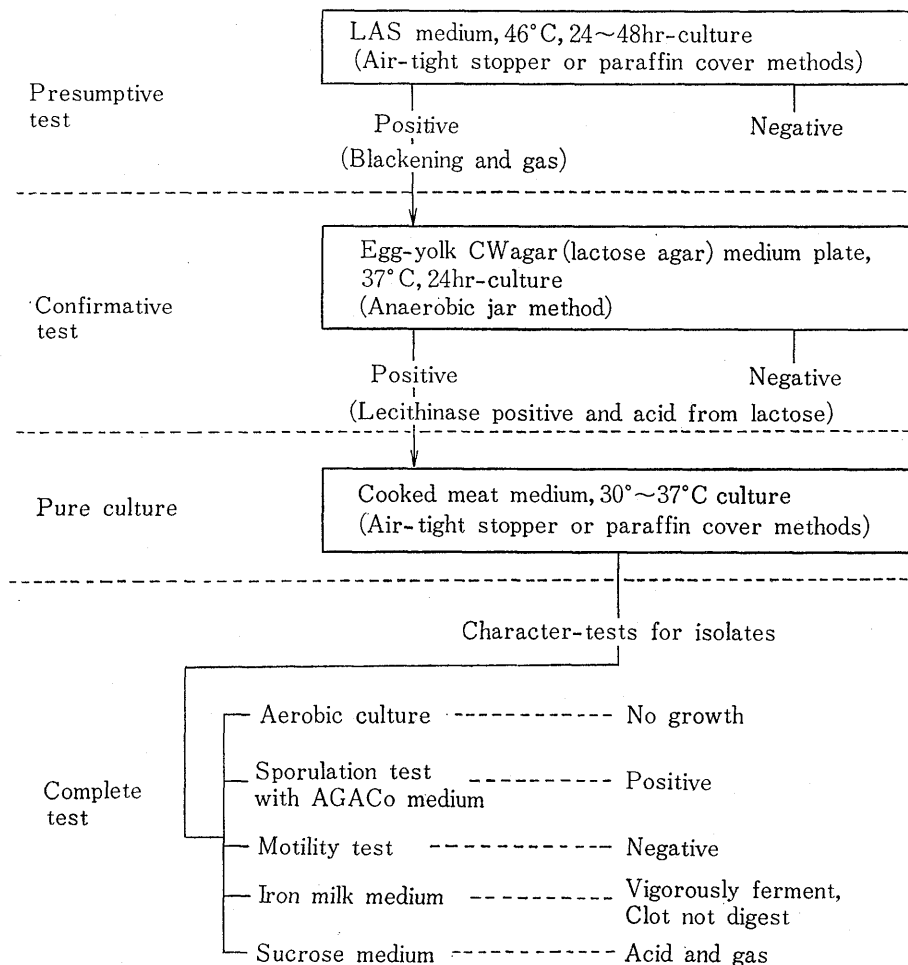 LAS medium, 46°C, 24~48hr-culture
(Air-tight stopper or paraffin cover methods)
Presumptive
test
Positive
Negative
(Blackening and gas)
Egg-yolk CWagar (lactose agar) medium plate,
37°C, 24hr-culture
(Anaerobic jar method)
Confirmative
test
Positive
Negative
(Lecithinase positive and acid from lactose)
Pure culture
Cooked meat medium, 30°~37°C culture
(Air-tight stopper or paraffin cover methods)
Character-tests for isolates
Complete
test
Aerobic culture ---------------- No growth
Sporulation test
with AGACo medium ------------ Positive
Motility test ---------------- Negative
Iron milk medium ------------ Vigorously ferment,
Clot not digest
Sucrose medium -------------- Acid and gas